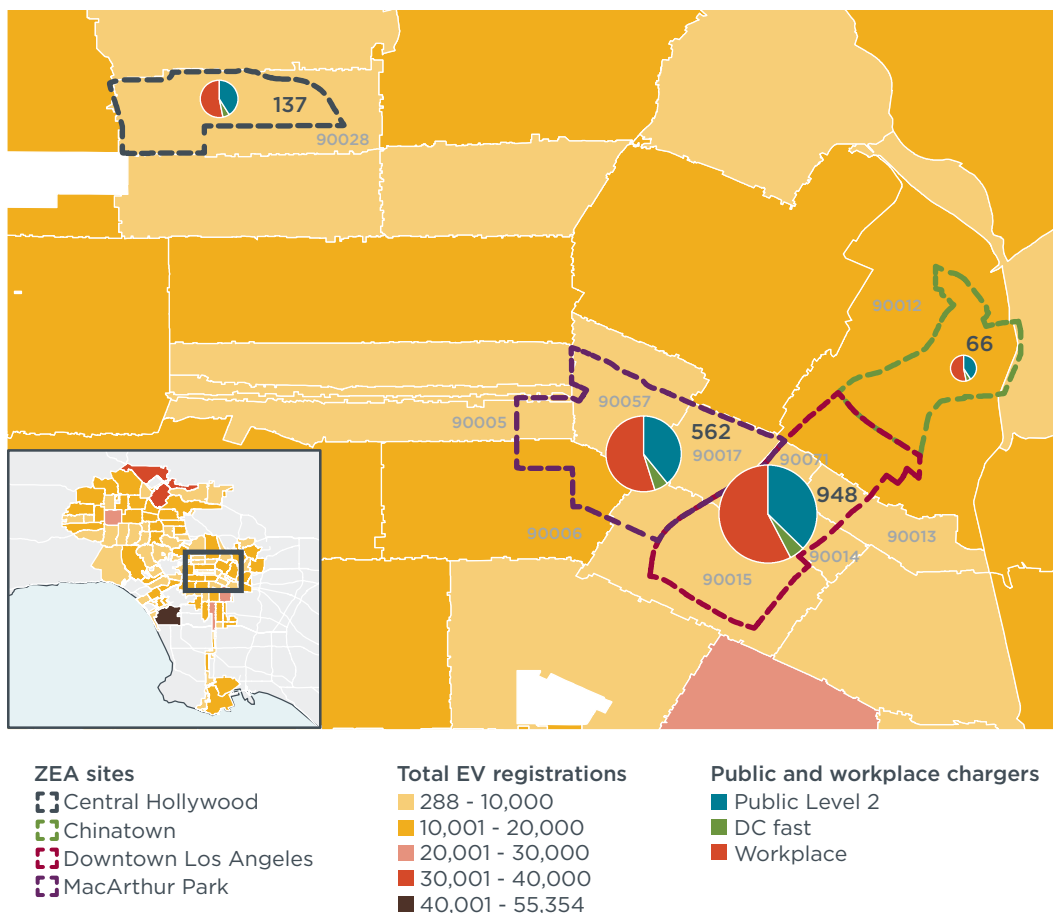 137
90028
90012
66
90057
90005
562
90017
90071
948
90006
90013
90014
90015
ZEA sites
Central Hollywood
Chinatown
Downtown Los Angeles
MacArthur Park
Total EV registrations
288 - 10,000
10,001 - 20,000
20,001 - 30,000
30,001 - 40,000
40,001 - 55,354
Public and workplace chargers
Public Level 2
DC fast
Workplace